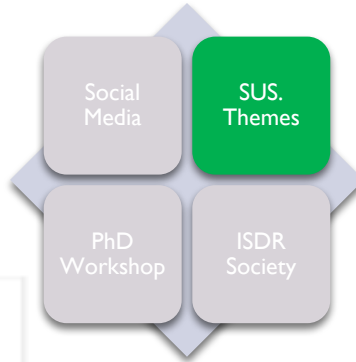 Social
Media
SUS.
Themes
PhD
Workshop
ISDR
Society